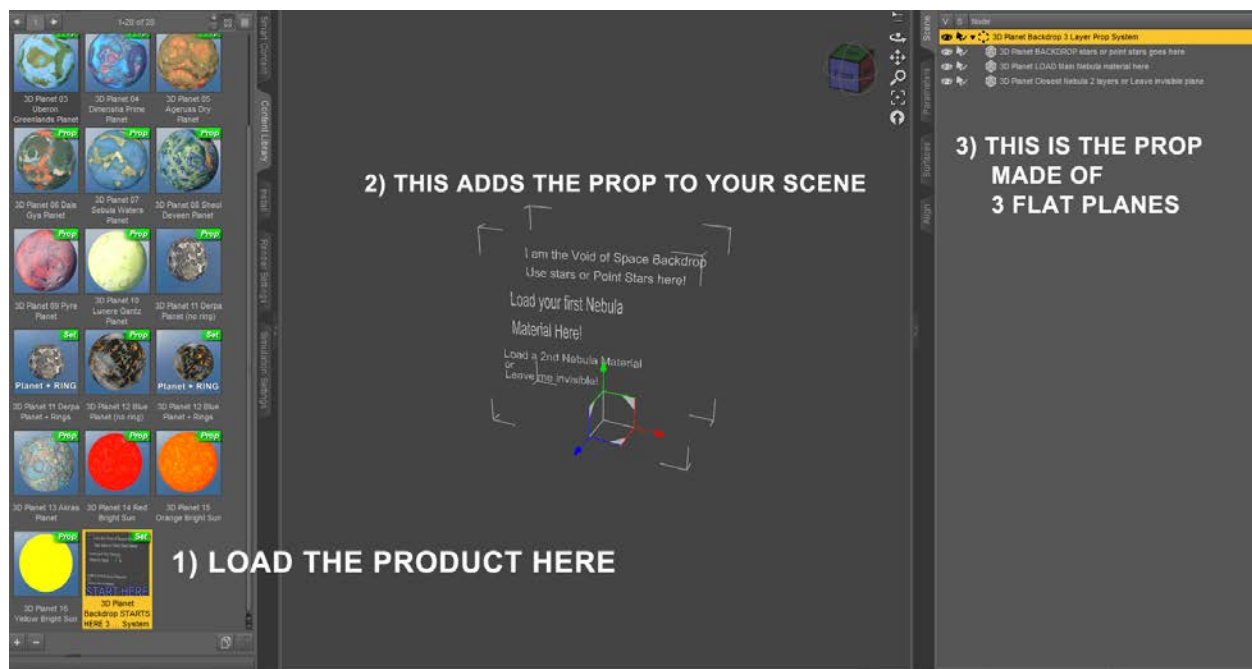 1-20 of 20
3D Planet 03
Uberon
Greenlands Planet
3D Planet 04
Dimensha Prime
Planet
3D Planet 05
Ageruss Dry
Planet
Prop
Prop
Prop
3D Planet 06 Dala
Gya Planet
3D Planet 07
Sebula Waters
Planet
3D Planet 08 Sheol
Deveen Planet
Prop
Prop
Prop
3D Planet 09 Pyre
Planet
3D Planet 10
Lunere Gantz
Planet
3D Planet 11 Derpa
Planet (no ring)
Set
Prop
Set
Planet + RING
Planet + RING
3D Planet 11 Derpa
Planet + Rings
3D Planet 12 Blue
Planet (no ring)
3D Planet 12 Blue
Planet + Rings
Prop
Prop
Prop
3D Planet 13 Akras
Planet
3D Planet 14 Red
Bright Sun
3D Planet 15
Orange Bright Sun
Prop
Set
START HERE
3D Planet 16
Yellow Bright Sun
3D Planet
Backdrop STARTS
HERE 3 ... System
1) LOAD THE PRODUCT HERE
Smart Content
Content Library
Install
Render Settings
Simulation Settings
2) THIS ADDS THE PROP TO YOUR SCENE
I am the Void of Space Backdrop
Use stars or Point Stars here!
Load your first Nebula
Material Here!
Load a 2nd Nebula Material
or
Leave me invisible!
Scene
Parameters
Surfaces
Align
V S Node
3D Planet Backdrop 3 Layer Prop System
3D Planet BACKDROP stars or point stars goes here
3D Planet LOAD Main Nebula material here
3D Planet Closest Nebula 2 layers or Leave invisible plane
3) THIS IS THE PROP
MADE OF
3 FLAT PLANES